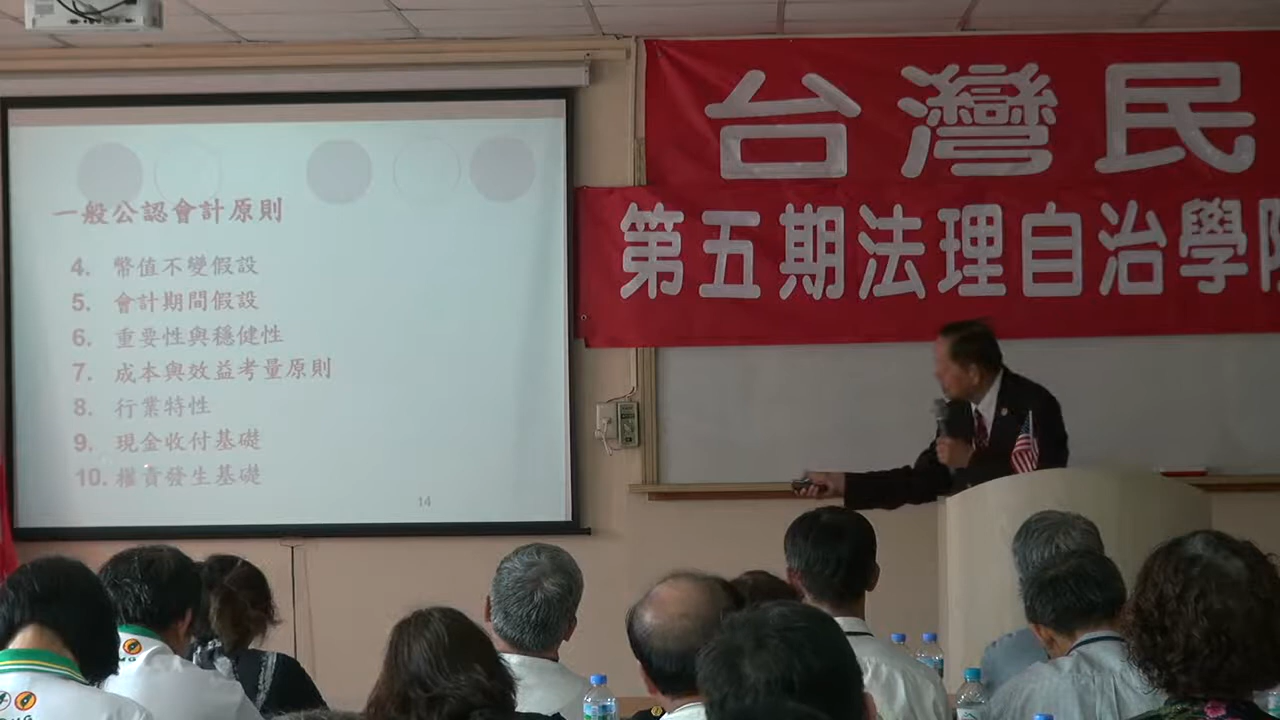 台灣民
第五期法理自治學院
一般公認會計原則
4. 幣值不變假設
5. 會計期間假設
6. 重要性與穩健性
7. 成本與效益考量原則
8. 行業特性
9. 現金收付基礎
10. 權責發生基礎
14